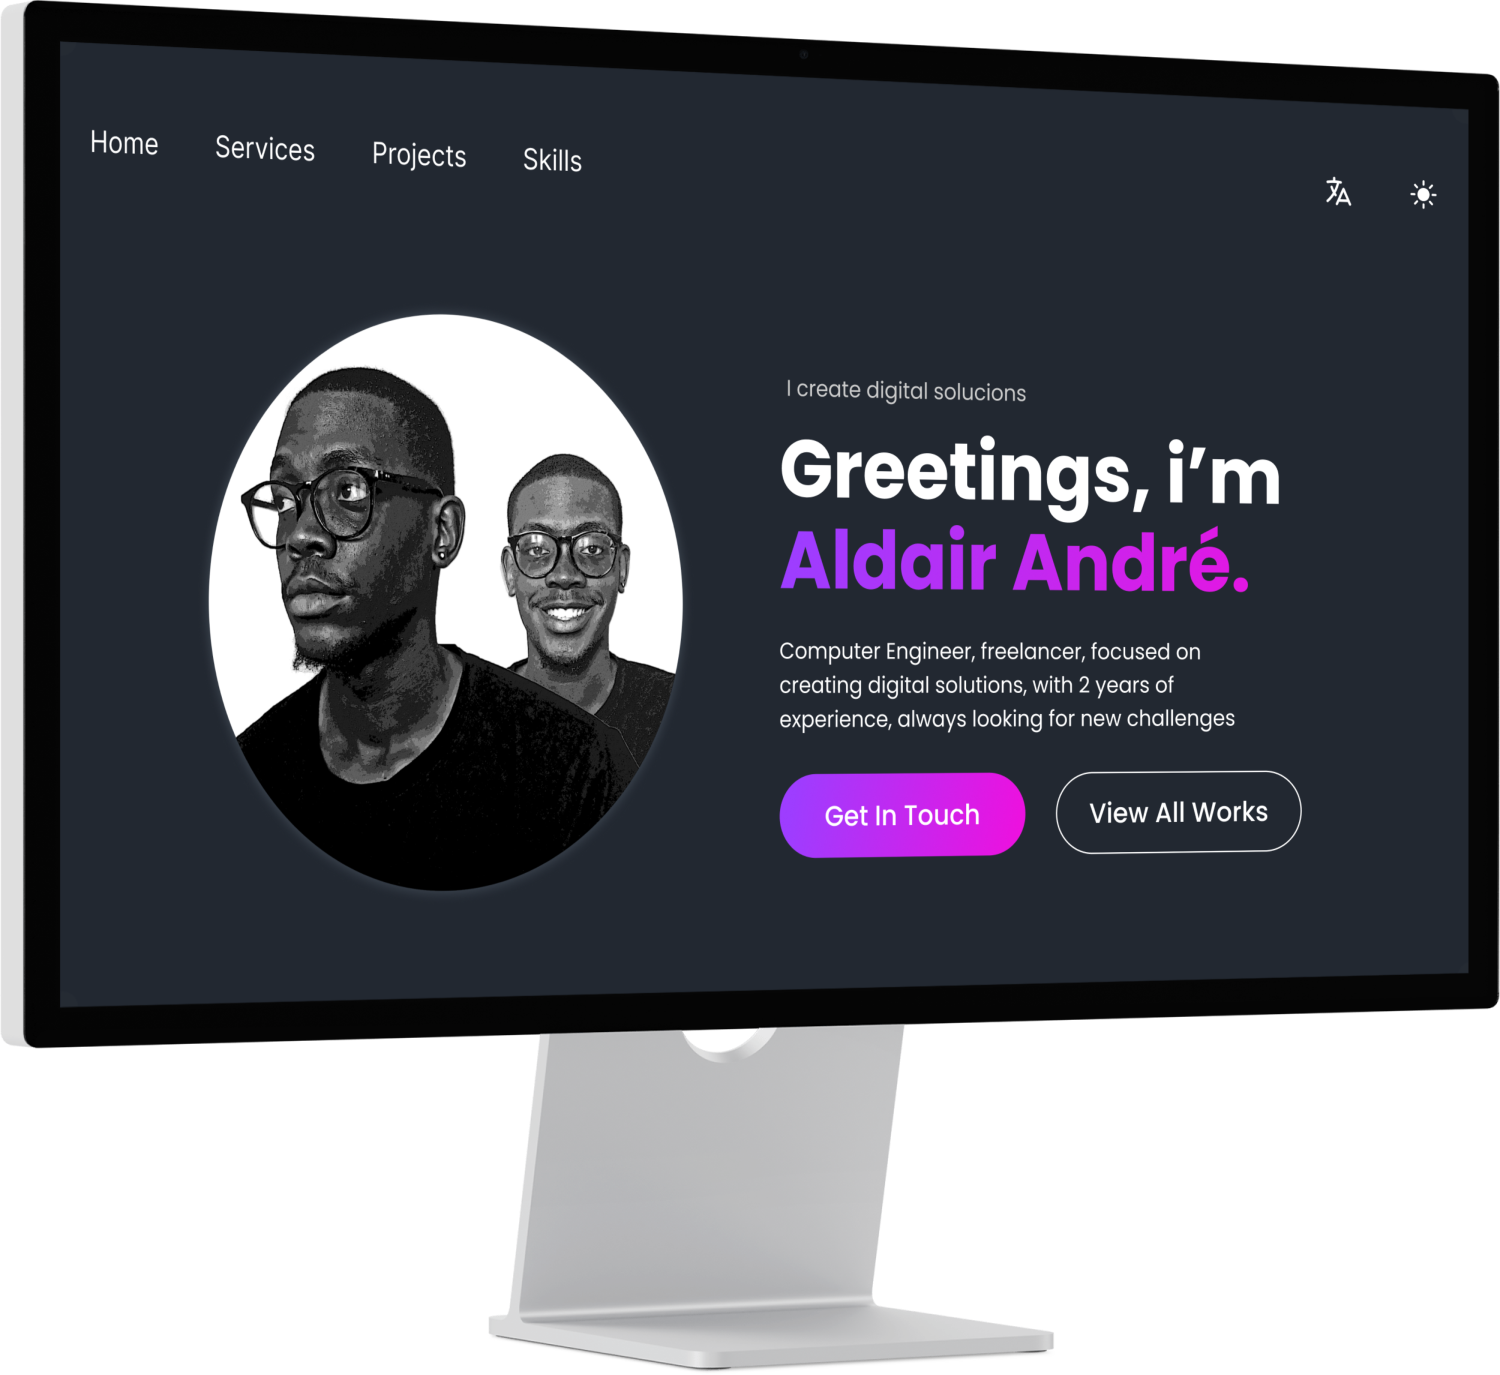 Home Services Projects Skills
I create digital solucions
Greetings, i’m
Aldair André.
Computer Engineer, freelancer, focused on
creating digital solutions, with 2 years of
experience, always looking for new challenges
Get In Touch View All Works